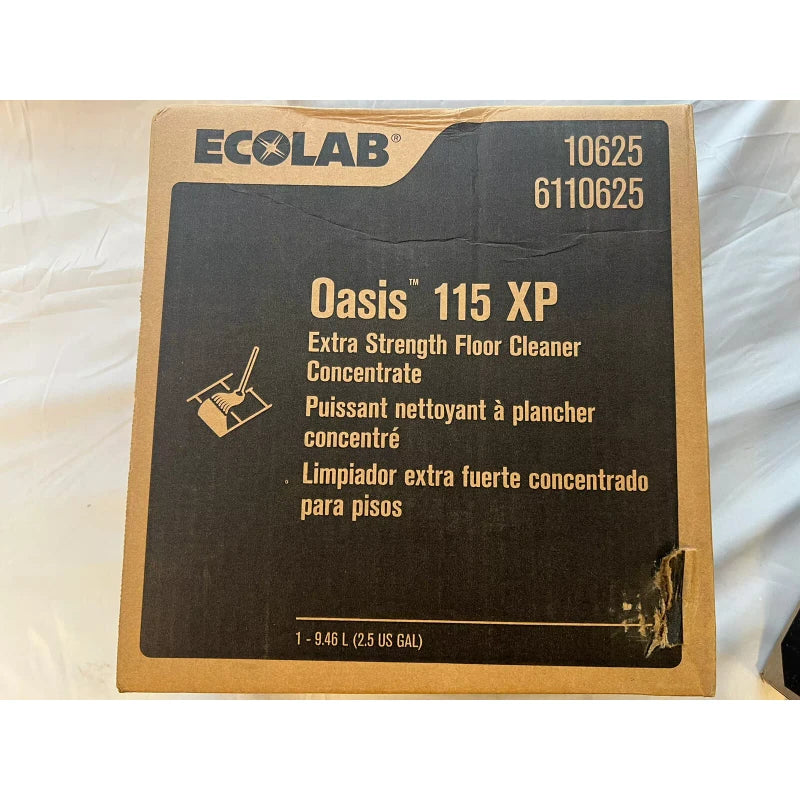 ECOLAB®
10625
6110625
Oasis™ 115 XP
Extra Strength Floor Cleaner
Concentrate
Puissant nettoyant à plancher
concentré
Limpiador extra fuerte concentrado
para pisos
1 - 9.46 L (2.5 US GAL)